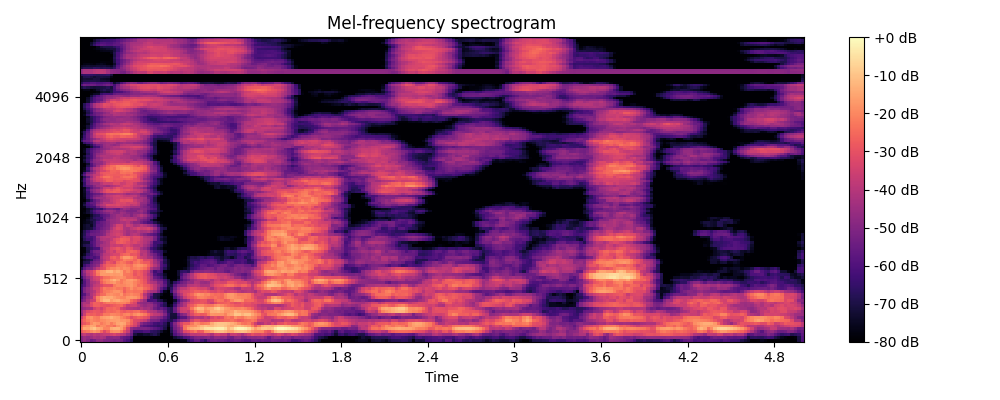 Mel-frequency spectrogram
+0 dB
-10 dB
-20 dB
-30 dB
-40 dB
-50 dB
-60 dB
-70 dB
-80 dB
Hz
4096
2048
1024
512
0
0 0.6 1.2 1.8 2.4 3 3.6 4.2 4.8
Time